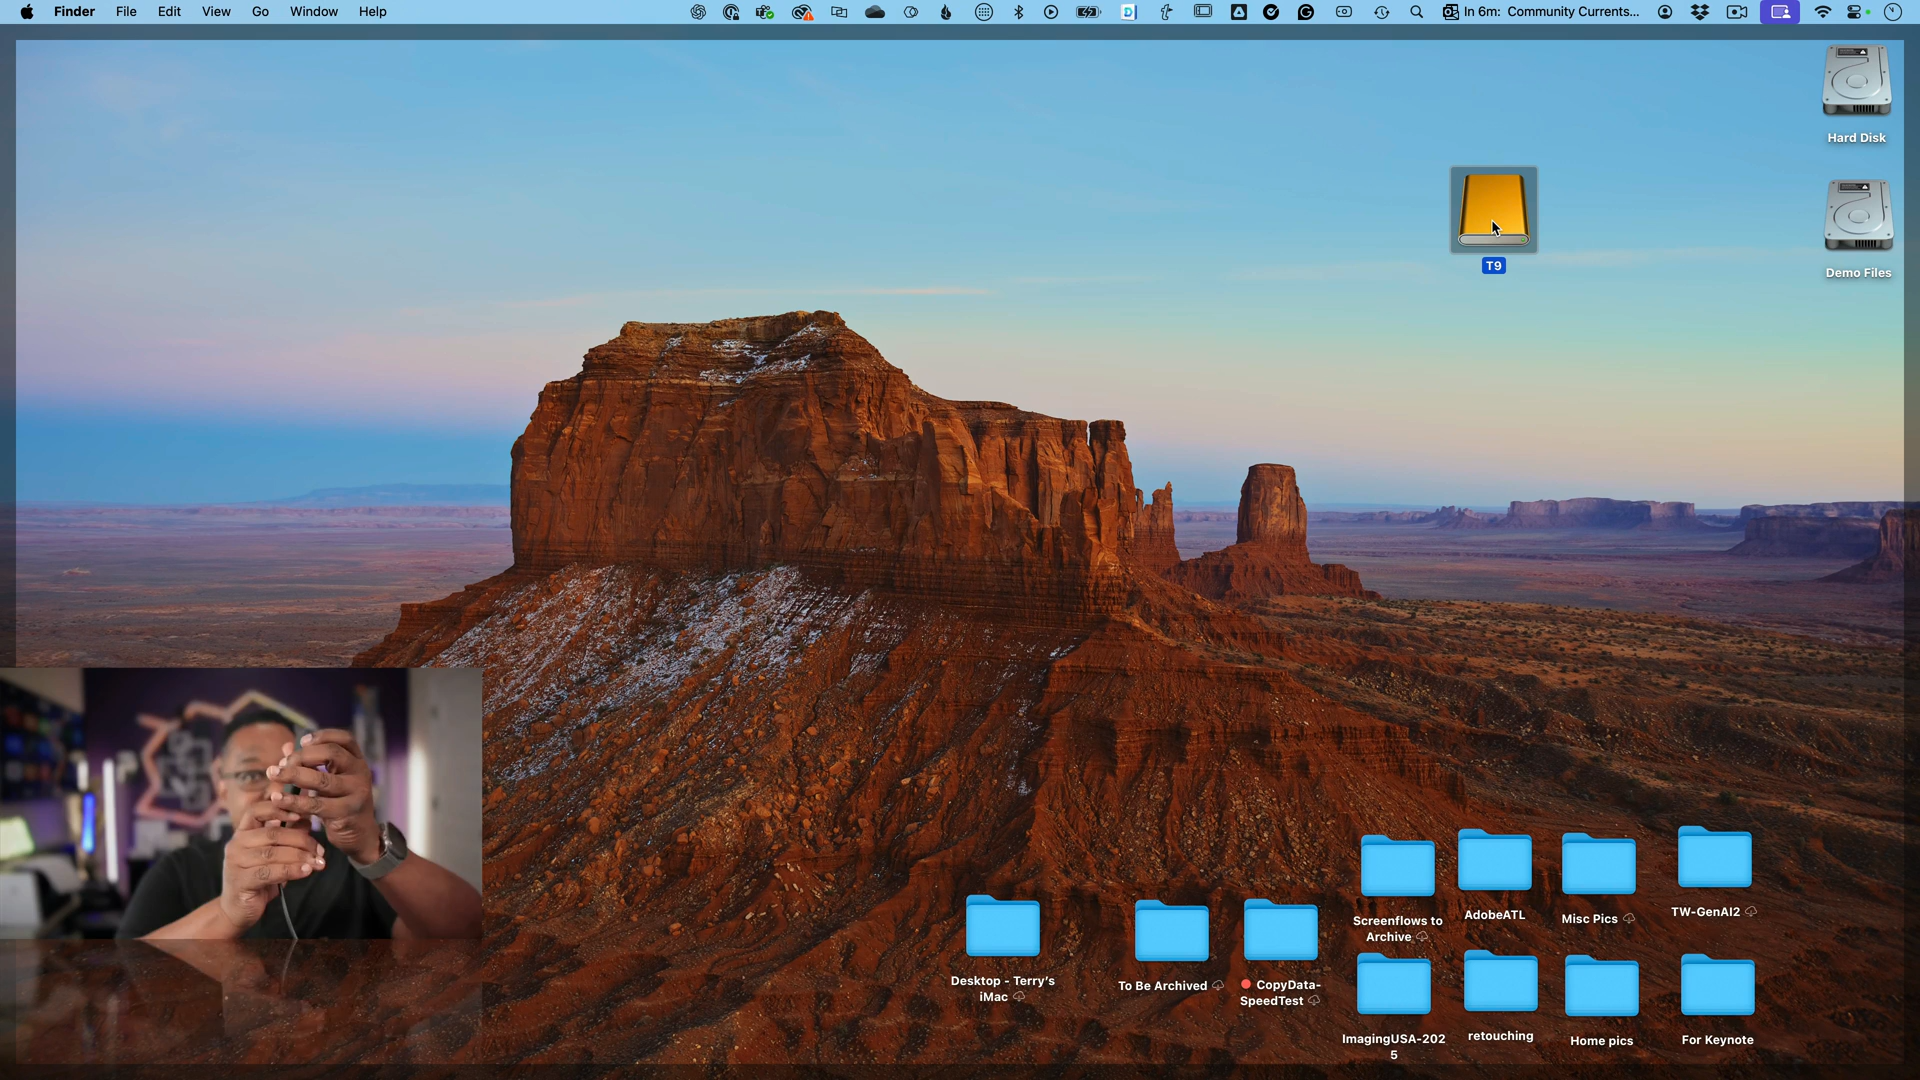 Finder File Edit View Go Window Help In 6m: Community Currents...
Hard Disk
T9
Demo Files
Screenflows to
Archive
AdobeATL
Misc Pics
TW-GenAI2
Desktop - Terry's
iMac
To Be Archived
CopyData-
SpeedTest
ImagingUSA-202
5
retouching
Home pics
For Keynote